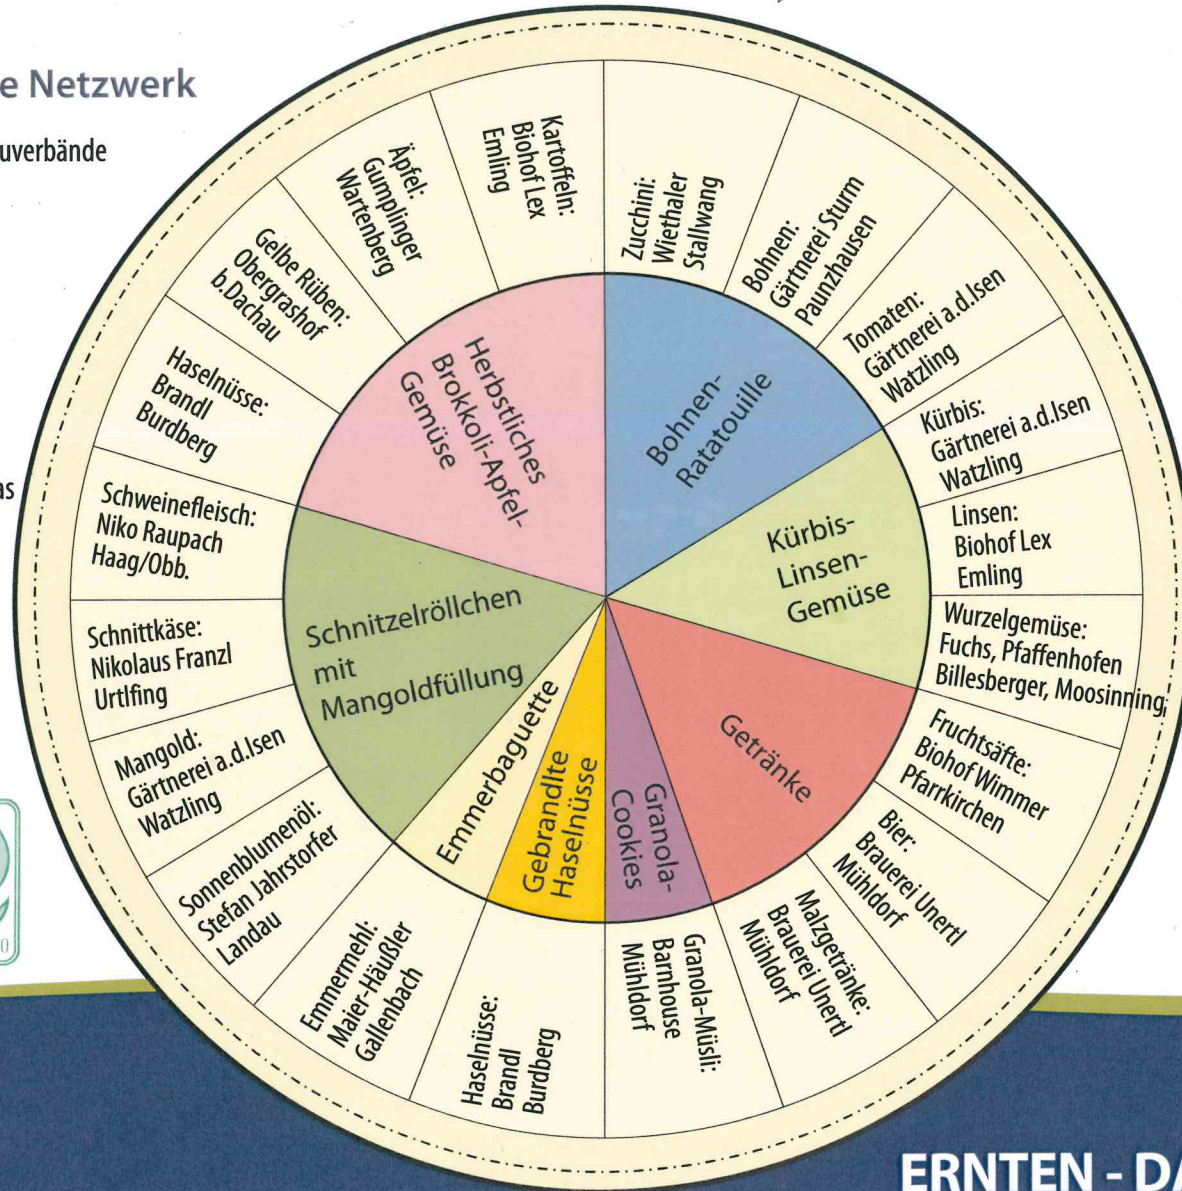 e Netzwerk
uverbände
as
Kartoffeln:
Biohof Lex
Emling
Zucchini:
Wiethaler
Stallwang
Bohnen:
Gärtnerei Sturm
Paunzhausen
Tomaten:
Gärtnerei a.d.Isen
Watzling
Kürbis:
Gärtnerei a.d.Isen
Watzling
Linsen:
Biohof Lex
Emling
Wurzelgemüse:
Fuchs, Pfaffenhofen
Billesberger, Moosinning
Fruchtsäfte:
Biohof Wimmer
Pfarrkirchen
Bier:
Brauerei Unertl
Mühldorf
Malzgetränke:
Brauerei Unertl
Mühldorf
Granola-Müsli:
Barnhouse
Mühldorf
Haselnüsse:
Brandl
Burdberg
Emmermehl:
Maier-Häußler
Gallenbach
Sonnenblumenöl:
Stefan Jahrstorfer
Landau
Mangold:
Gärtnerei a.d.Isen
Watzling
Schnittkäse:
Nikolaus Franzl
Urtlfing
Schweinefleisch:
Niko Raupach
Haag/Obb.
Haselnüsse:
Brandl
Burdberg
Gelbe Rüben:
Obergrashof
b.Dachau
Äpfel:
Gumplinger
Wartenberg
Herbstliches
Brokkoli-Apfel-
Gemüse
Bohnen-
Ratatouille
Kürbis-
Linsen-
Gemüse
Getränke
Granola-
Cookies
Gebrandlte
Haselnüsse
Emmerbaguette
Schnitzelröllchen
mit
Mangoldfüllung
0
ERNTEN - DA